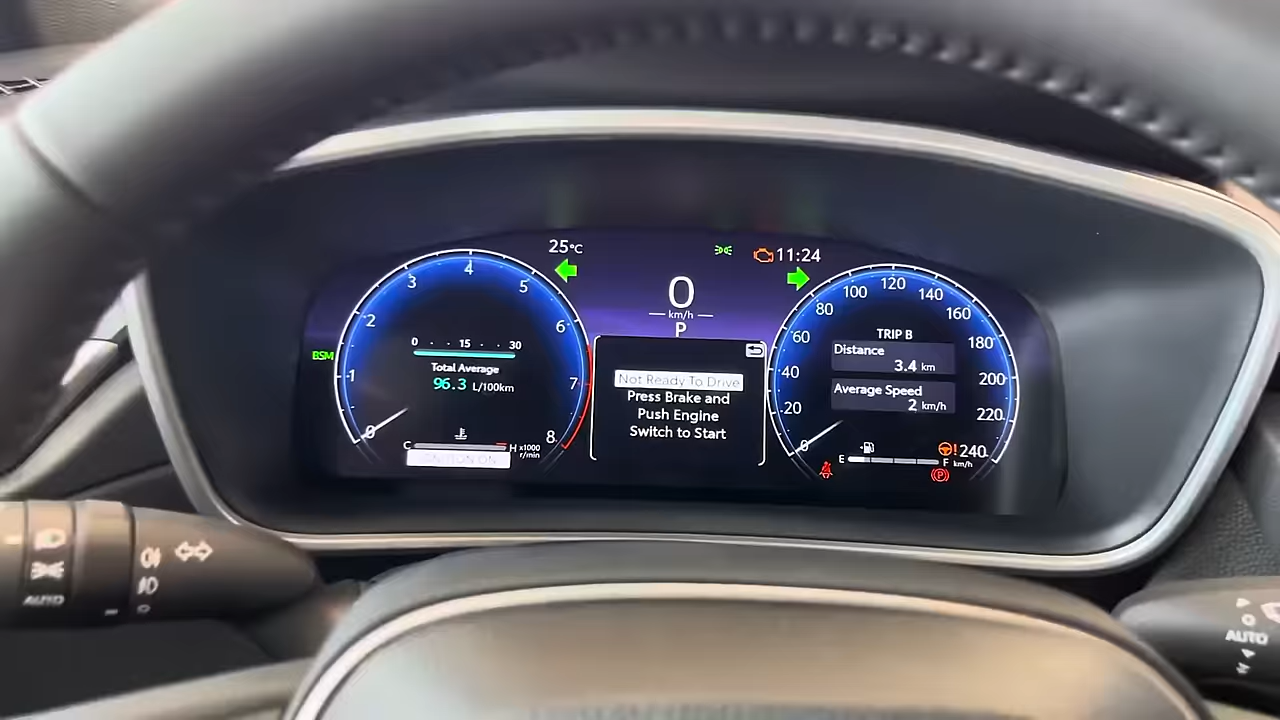 25°C
11:24
0
km/h
P
BSM
0 1 2 3 4 5 6 7 8
x1000
r/min
0 · · 15 · · 30
Total Average
96.3 L/100km
C H
IGNITION ON
Not Ready To Drive
Press Brake and
Push Engine
Switch to Start
0 20 40 60 80 100 120 140 160 180 200 220 240
km/h
TRIP B
Distance
3.4 km
Average Speed
2 km/h
E F
(P)
AUTO
AUTO